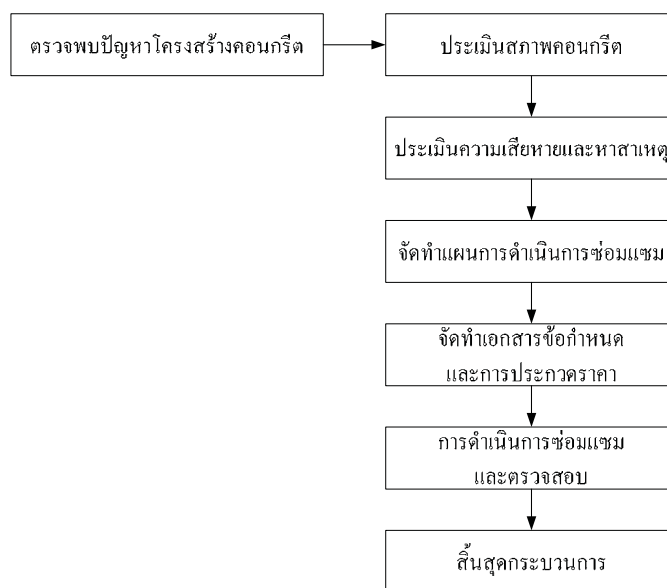 ตรวจพบปัญหาโครงสร้างคอนกรีต
ประเมินสภาพคอนกรีต
ประเมินความเสียหายและหาสาเหตุ
จัดทำแผนการดำเนินการซ่อมแซม
จัดทำเอกสารข้อกำหนด
และการประกวดราคา
การดำเนินการซ่อมแซม
และตรวจสอบ
สิ้นสุดกระบวนการ